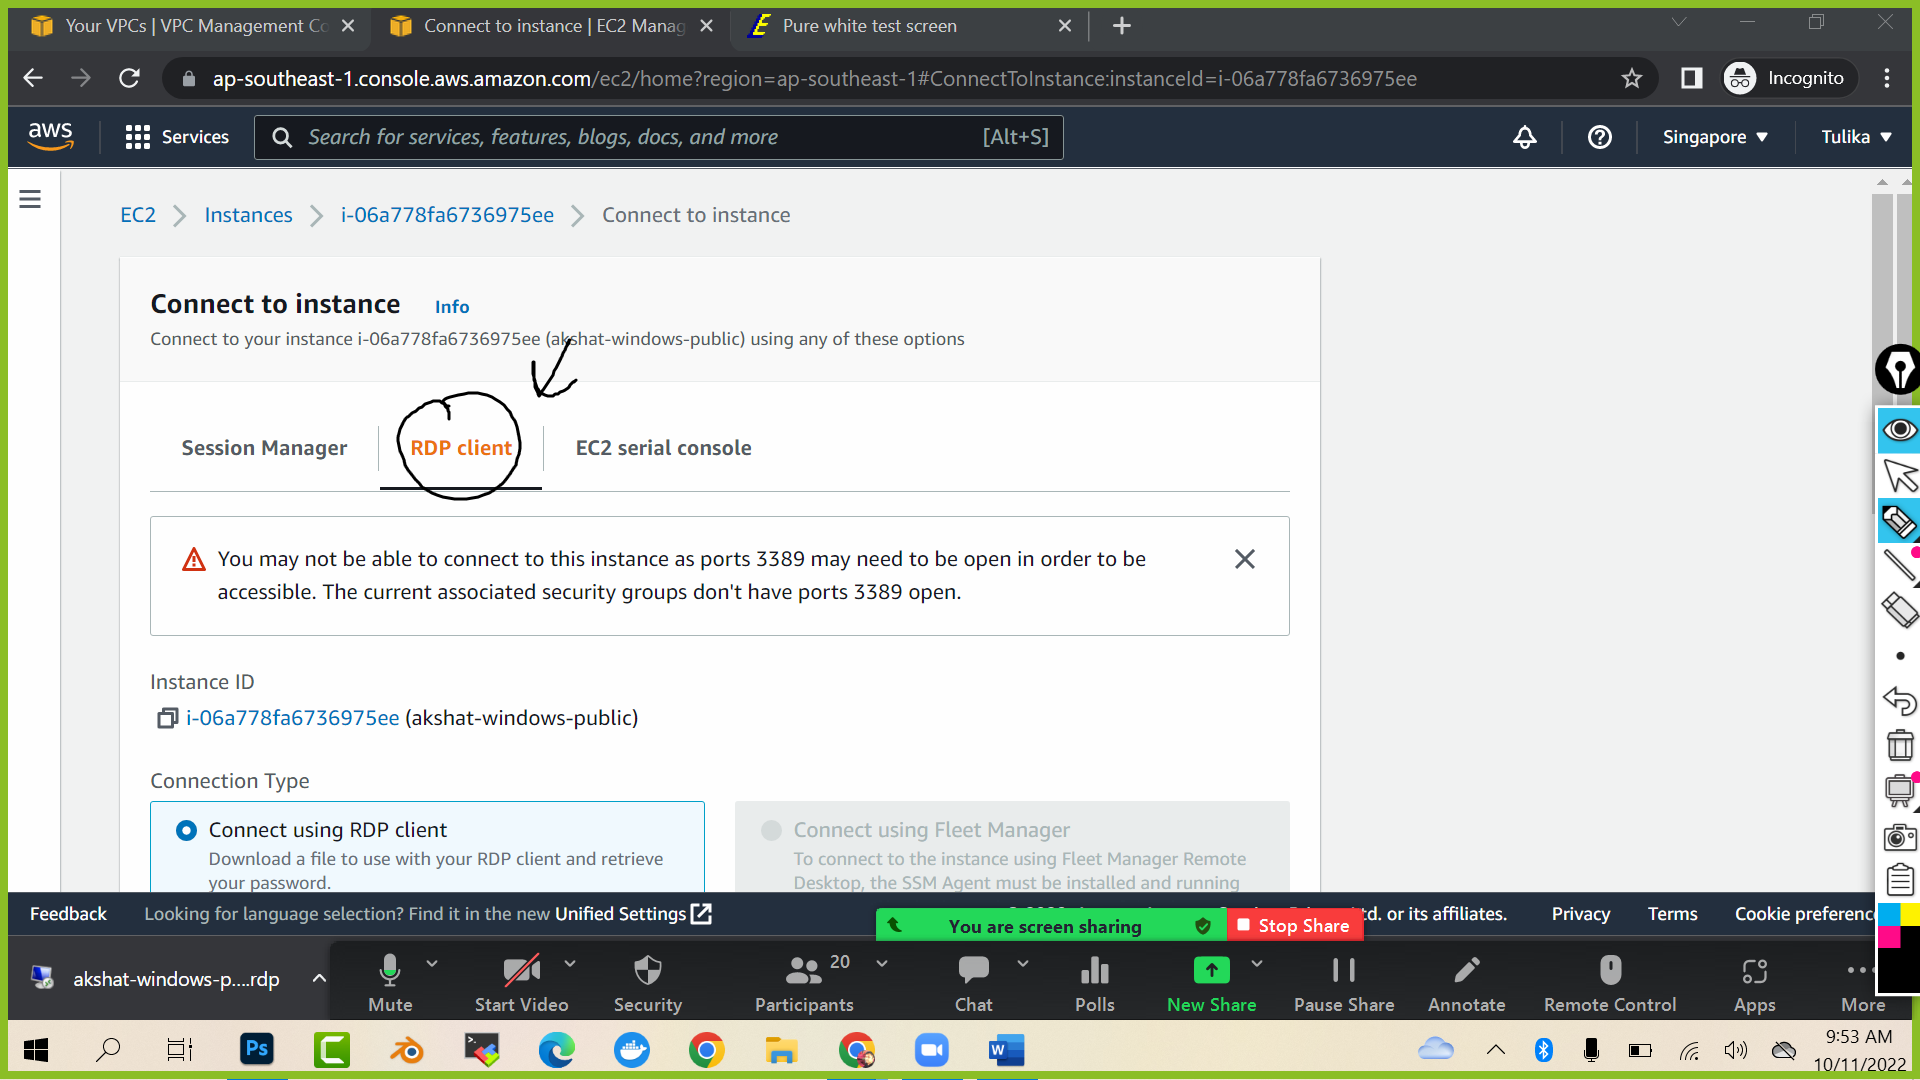 Your VPCs | VPC Management Co
Connect to instance | EC2 Manag
Pure white test screen
ap-southeast-1.console.aws.amazon.com/ec2/home?region=ap-southeast-1#ConnectToInstance:instanceId=i-06a778fa6736975ee
Incognito
aws
Services
Search for services, features, blogs, docs, and more
[Alt+S]
Singapore
Tulika
EC2
Instances
i-06a778fa6736975ee
Connect to instance
Connect to instance
Info
Connect to your instance i-06a778fa6736975ee (akshat-windows-public) using any of these options
Session Manager
RDP client
EC2 serial console
You may not be able to connect to this instance as ports 3389 may need to be open in order to be
accessible. The current associated security groups don't have ports 3389 open.
Instance ID
i-06a778fa6736975ee (akshat-windows-public)
Connection Type
Connect using RDP client
Download a file to use with your RDP client and retrieve
your password.
Connect using Fleet Manager
To connect to the instance using Fleet Manager Remote
Desktop, the SSM Agent must be installed and running
Feedback
Looking for language selection? Find it in the new Unified Settings
td. or its affiliates.
Privacy
Terms
Cookie preference
You are screen sharing
Stop Share
akshat-windows-p....rdp
Mute
Start Video
Security
20
Participants
Chat
Polls
New Share
Pause Share
Annotate
Remote Control
Apps
More
Ps
W
9:53 AM
10/11/2022